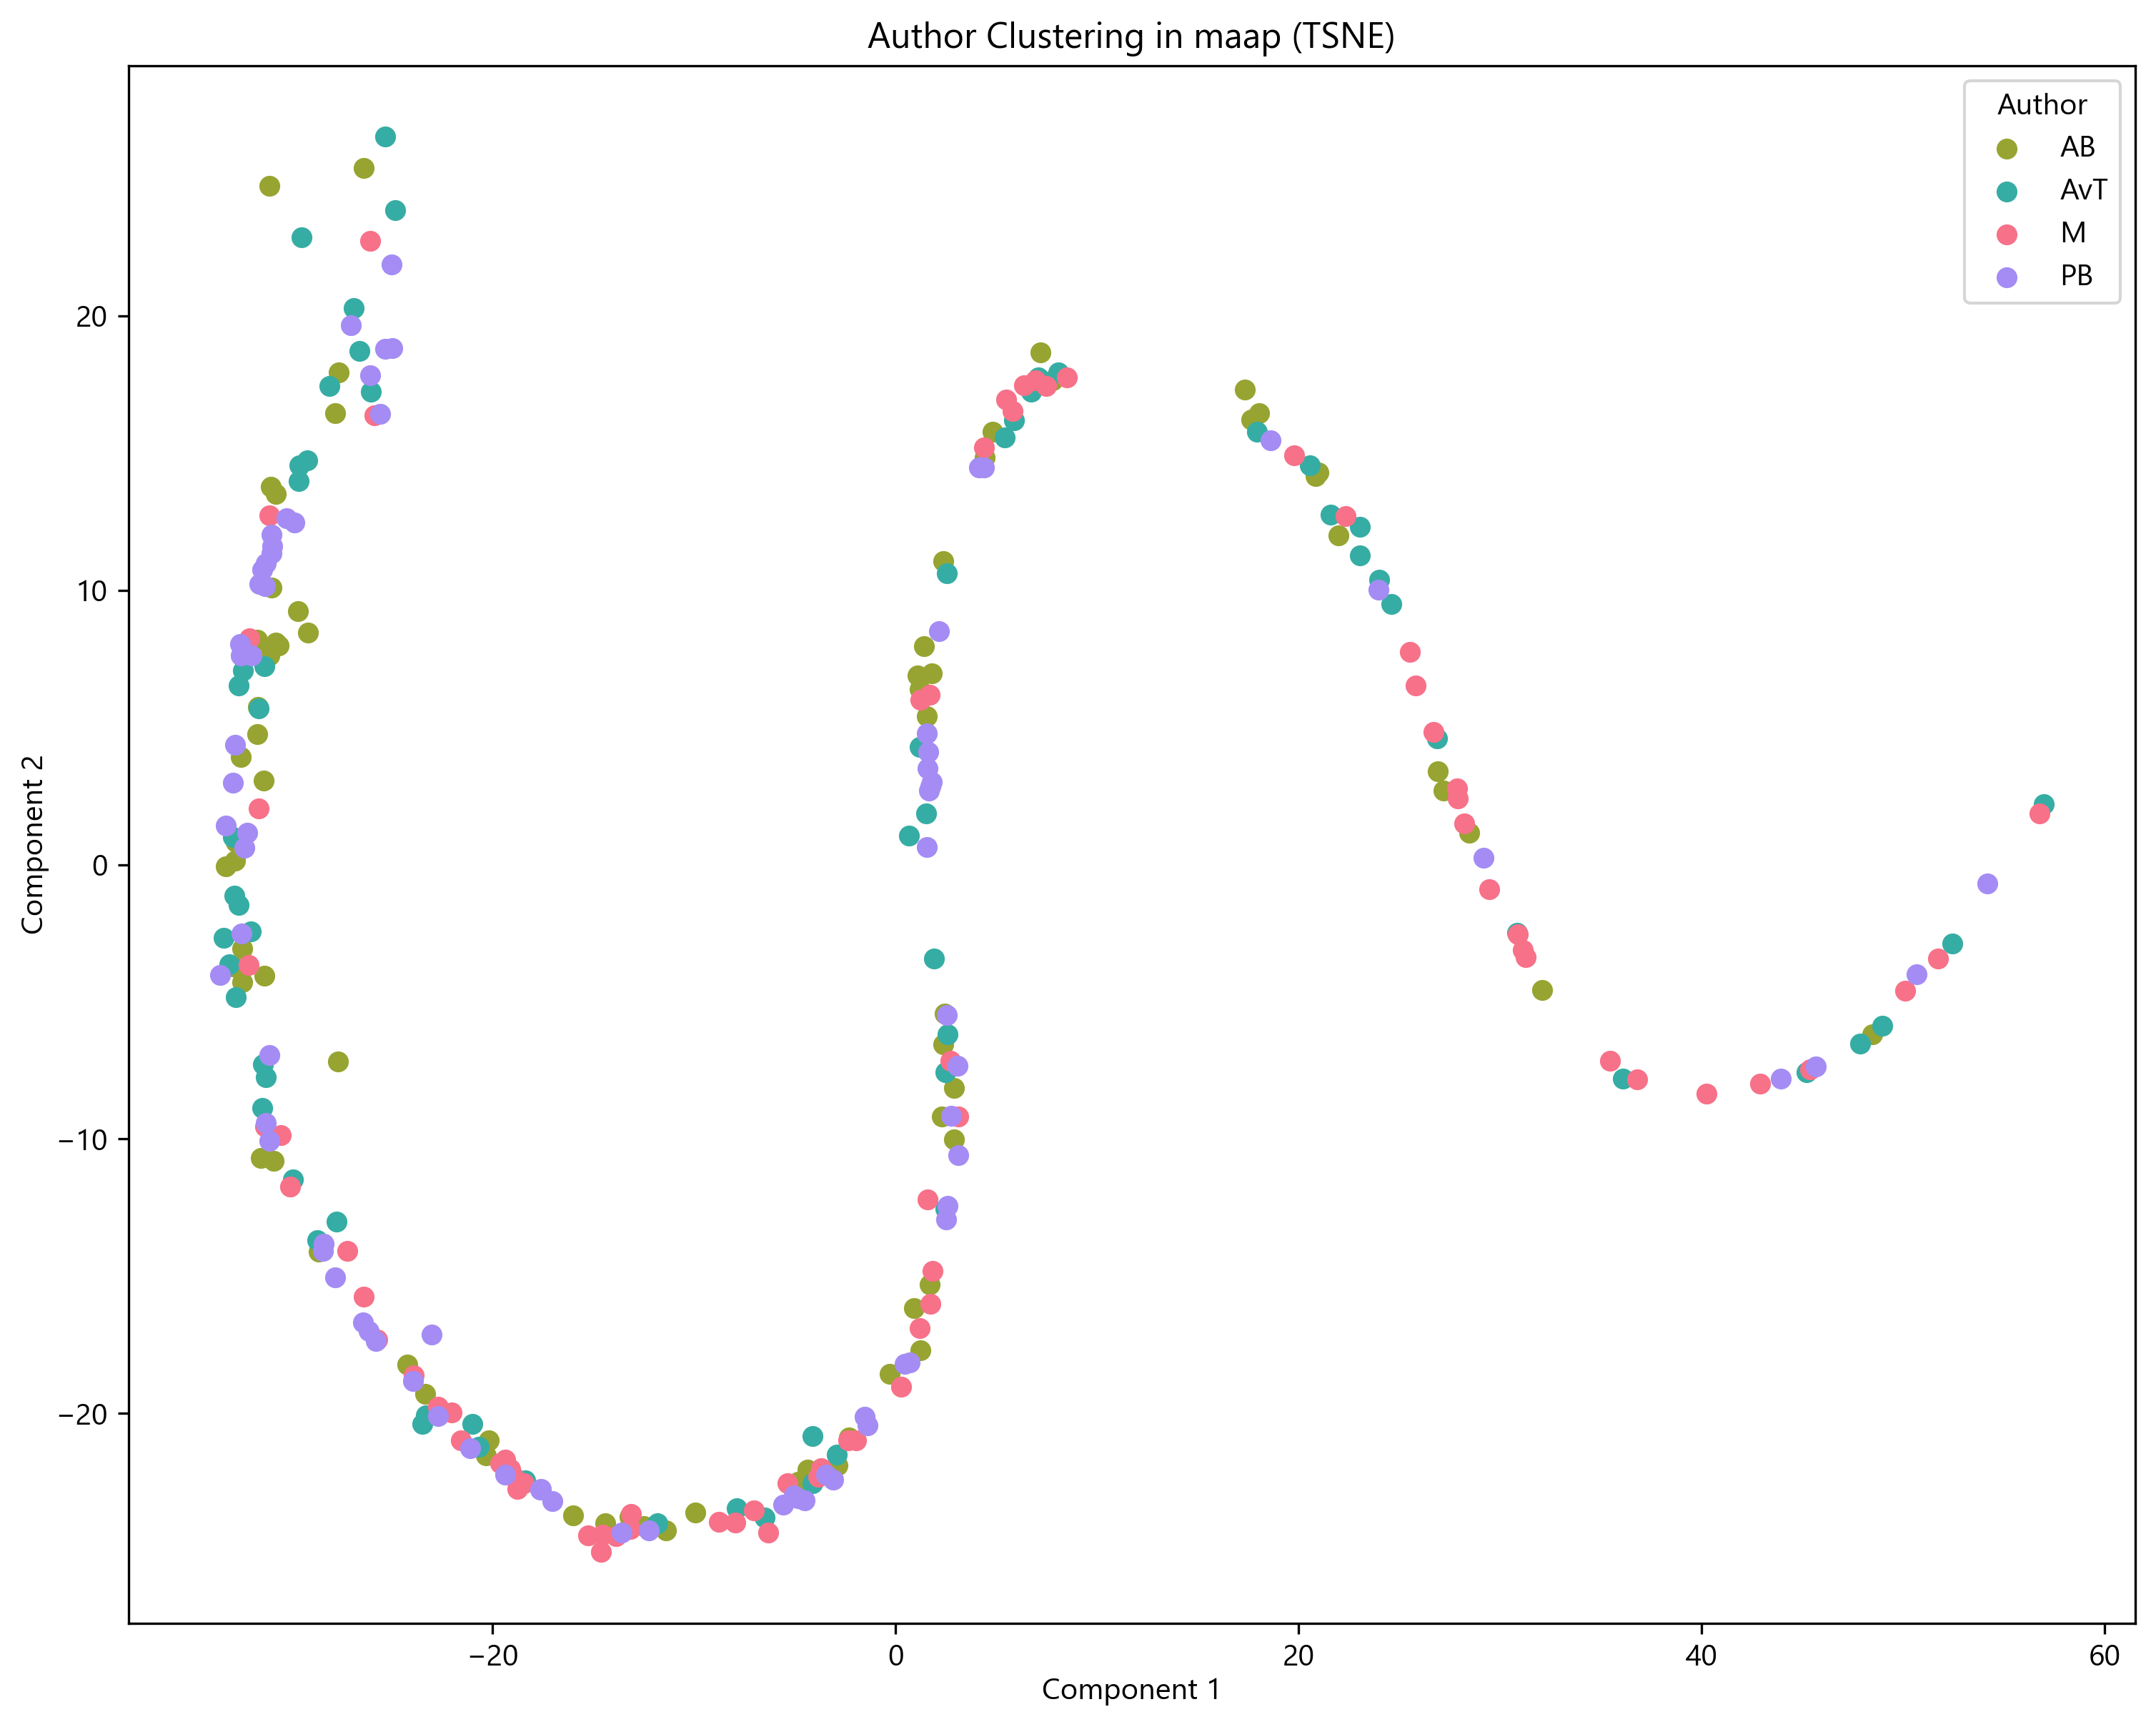 Author Clustering in maap (TSNE)
Author
AB
AvT
M
PB
20
10
0
−10
−20
Component 2
−20
0
20
40
60
Component 1